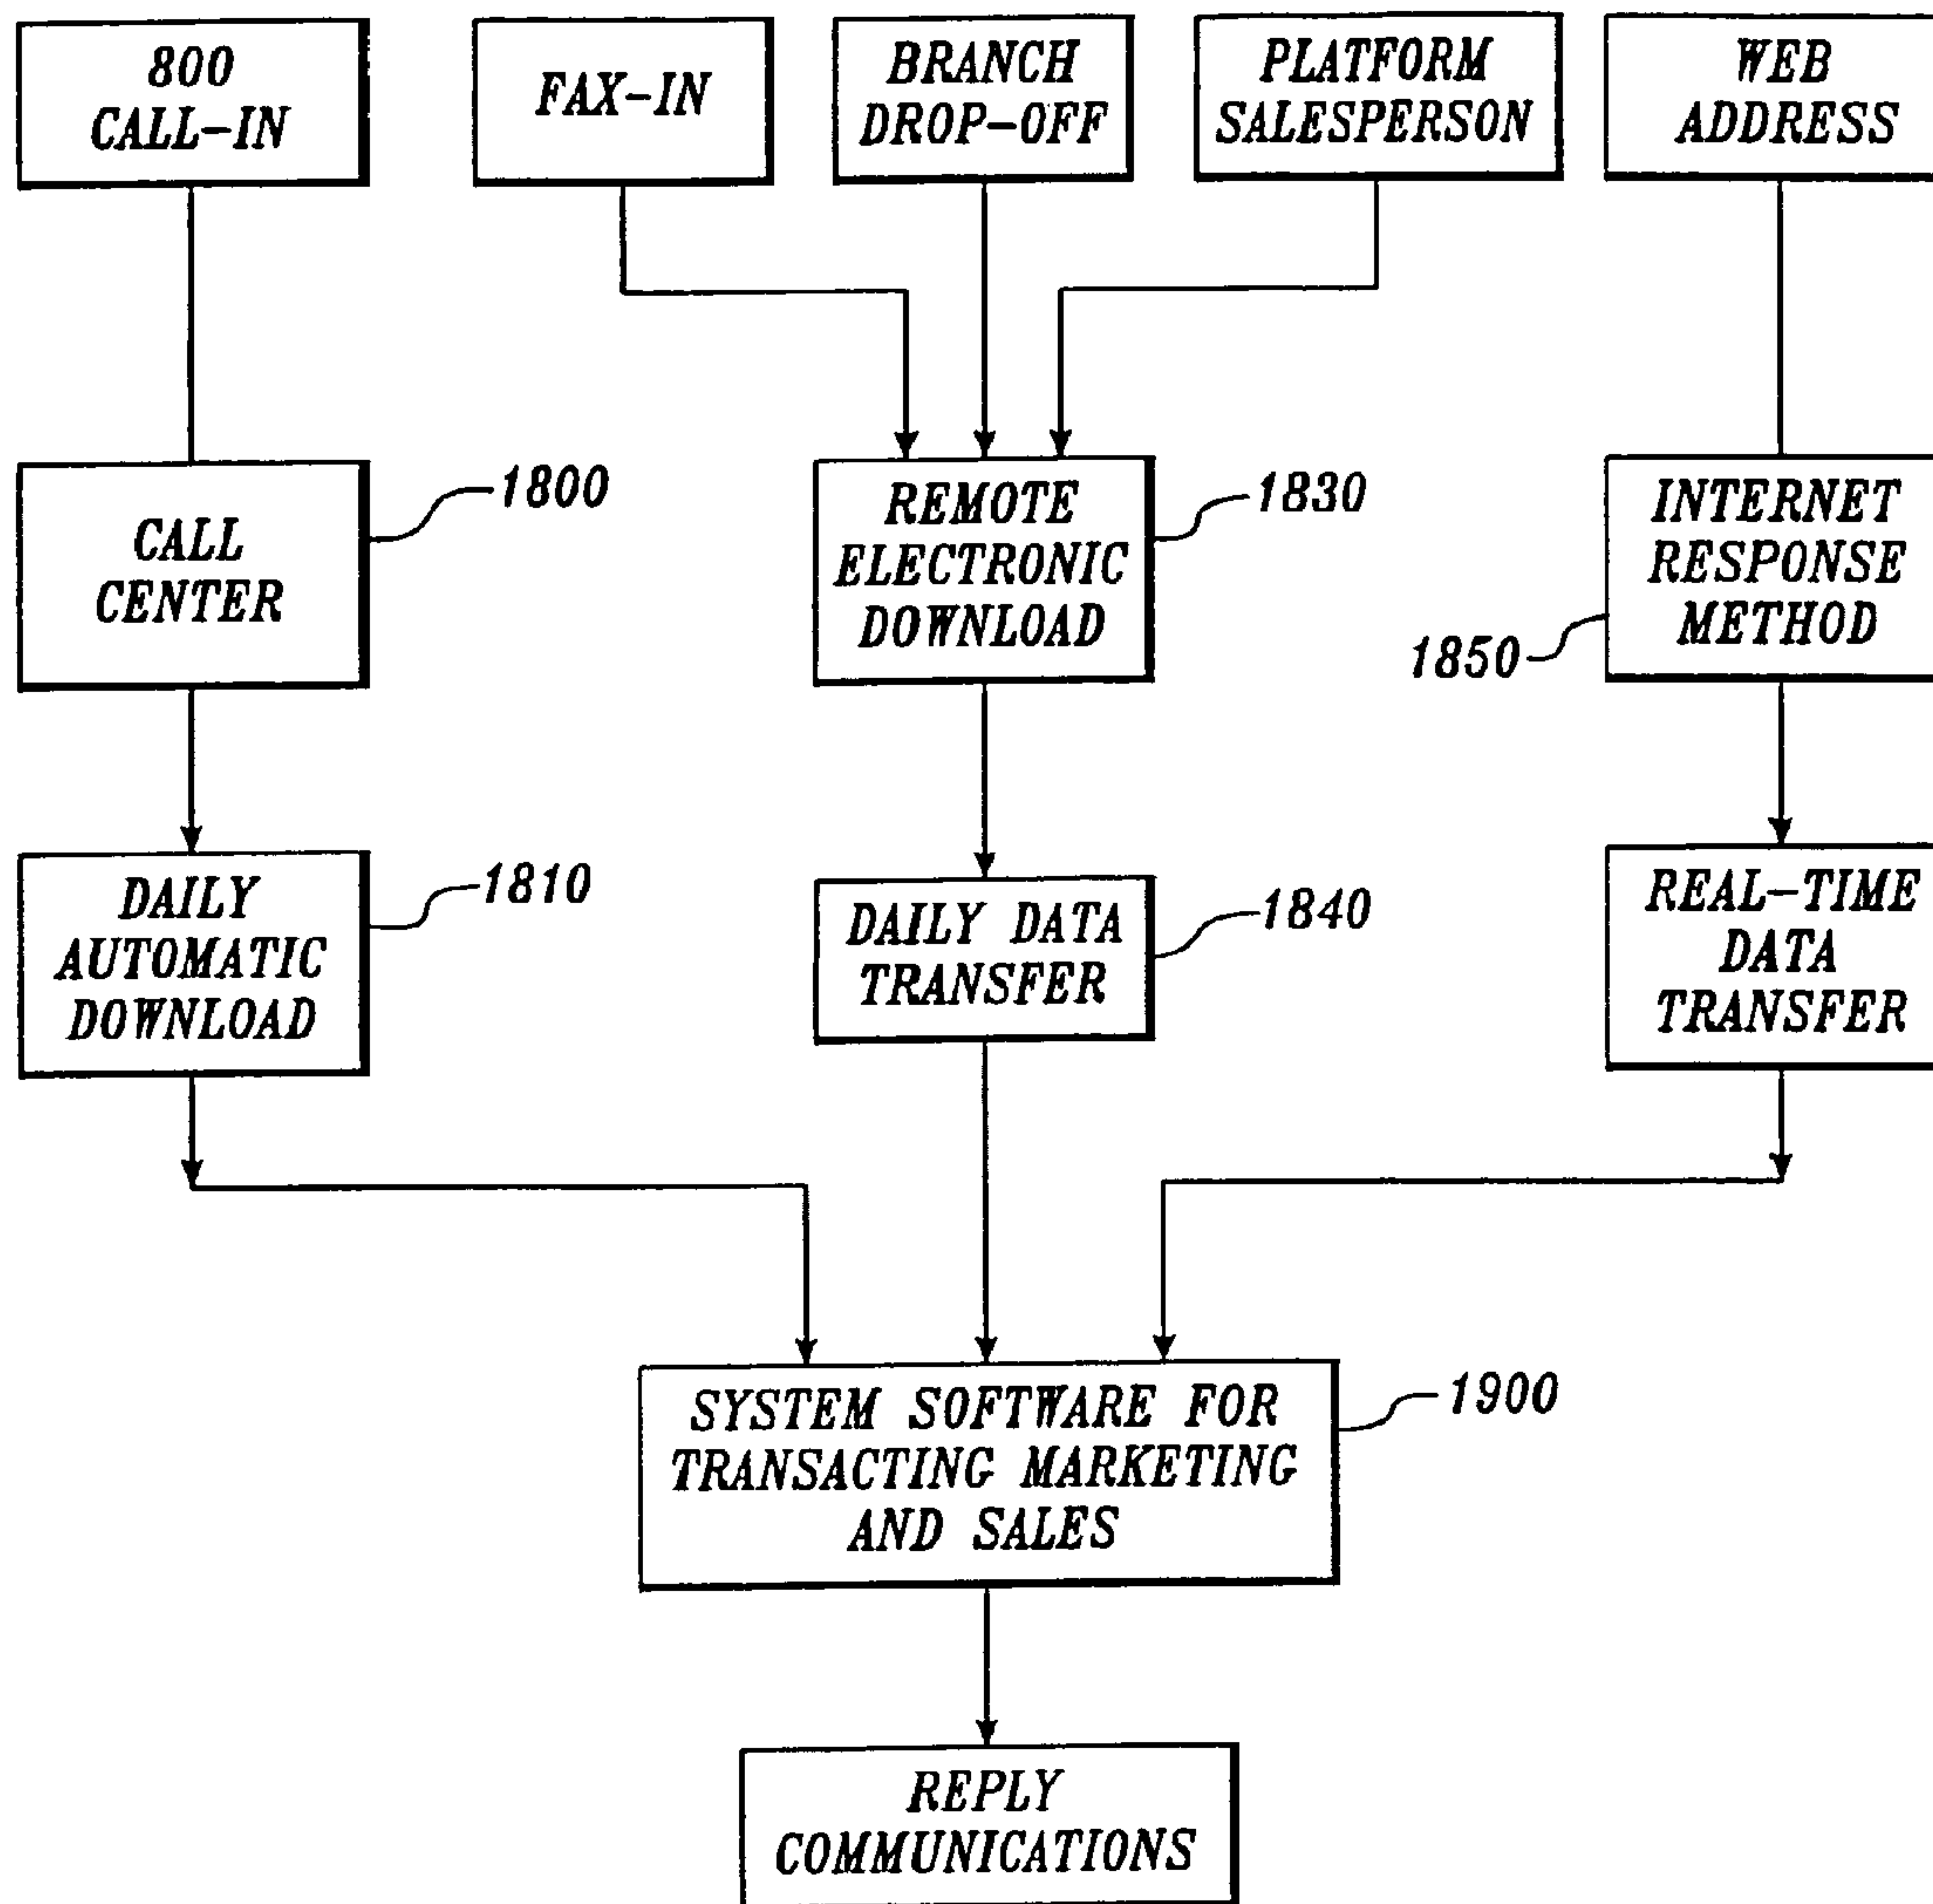 800
CALL-IN
FAX-IN
BRANCH
DROP-OFF
PLATFORM
SALESPERSON
WEB
ADDRESS
CALL
CENTER
1800
REMOTE
ELECTRONIC
DOWNLOAD
1830
INTERNET
RESPONSE
METHOD
1850
DAILY
AUTOMATIC
DOWNLOAD
1810
DAILY DATA
TRANSFER
1840
REAL-TIME
DATA
TRANSFER
SYSTEM SOFTWARE FOR
TRANSACTING MARKETING
AND SALES
1900
REPLY
COMMUNICATIONS